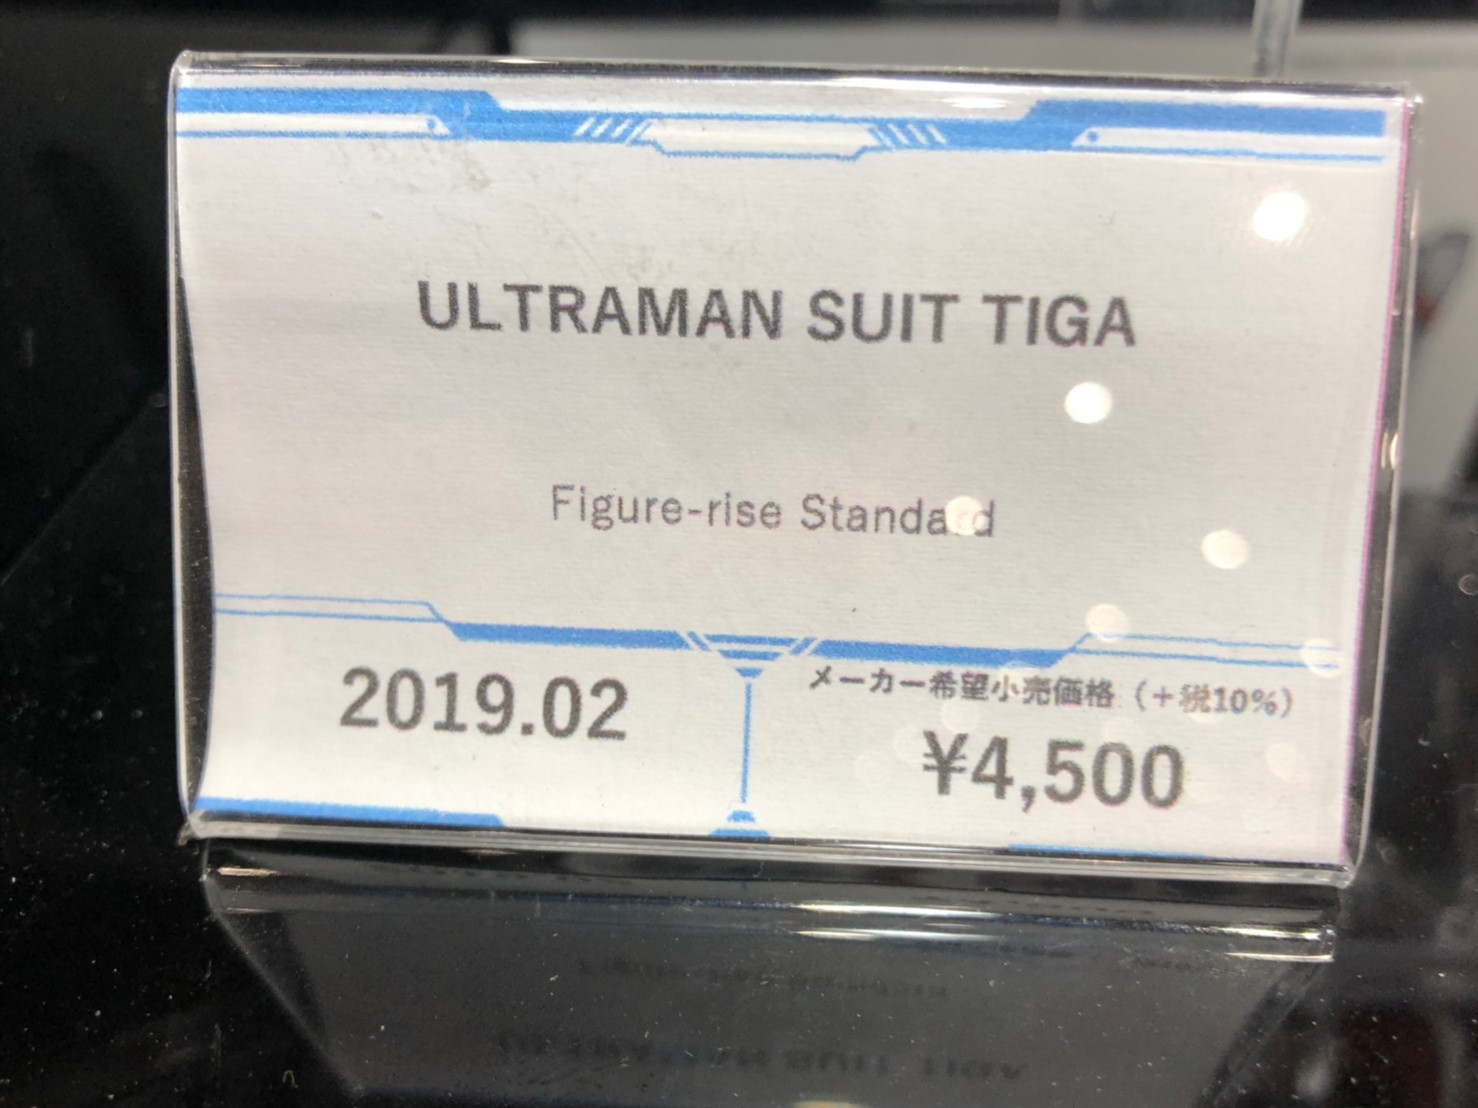 ULTRAMAN SUIT TIGA
Figure-rise Standard
2019.02
メーカー希望小売価格（＋税10%）
¥4,500